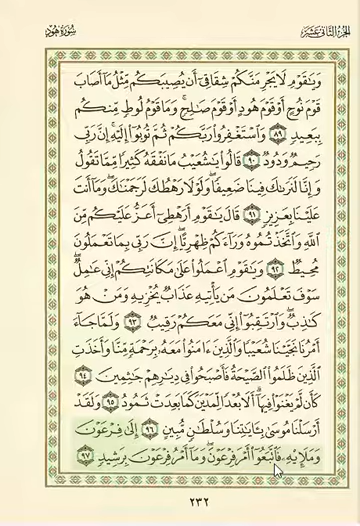 الجزء الثاني عشر
سورة هود
وَيَٰقَوْمِ لَا يَجْرِمَنَّكُمْ شِقَاقِىٓ أَن يُصِيبَكُم مِّثْلُ مَآ أَصَابَ
قَوْمَ نُوحٍ أَوْ قَوْمَ هُودٍ أَوْ قَوْمَ صَٰلِحٍ ۚ وَمَا قَوْمُ لُوطٍ مِّنكُم
بِبَعِيدٍ ٨٩ وَٱسْتَغْفِرُوا۟ رَبَّكُمْ ثُمَّ تُوبُوٓا۟ إِلَيْهِ ۚ إِنَّ رَبِّى
رَحِيمٌ وَدُودٌ ٩٠ قَالُوا۟ يَٰشُعَيْبُ مَا نَفْقَهُ كَثِيرًا مِّمَّا تَقُولُ
وَإِنَّا لَنَرَىٰكَ فِينَا ضَعِيفًا ۖ وَلَوْلَا رَهْطُكَ لَرَجَمْنَٰكَ ۖ وَمَآ أَنتَ
عَلَيْنَا بِعَزِيزٍ ٩١ قَالَ يَٰقَوْمِ أَرَهْطِىٓ أَعَزُّ عَلَيْكُم مِّنَ
ٱللَّهِ وَٱتَّخَذْتُمُوهُ وَرَآءَكُمْ ظِهْرِيًّا ۖ إِنَّ رَبِّى بِمَا تَعْمَلُونَ
مُحِيطٌ ٩٢ وَيَٰقَوْمِ ٱعْمَلُوا۟ عَلَىٰ مَكَانَتِكُمْ إِنِّى عَٰمِلٌ ۖ
سَوْفَ تَعْلَمُونَ مَن يَأْتِيهِ عَذَابٌ يُخْزِيهِ وَمَنْ هُوَ
كَٰذِبٌ ۖ وَٱرْتَقِبُوٓا۟ إِنِّى مَعَكُمْ رَقِيبٌ ٩٣ وَلَمَّا جَآءَ
أَمْرُنَا نَجَّيْنَا شُعَيْبًا وَٱلَّذِينَ ءَامَنُوا۟ مَعَهُۥ بِرَحْمَةٍ مِّنَّا وَأَخَذَتِ
ٱلَّذِينَ ظَلَمُوا۟ ٱلصَّيْحَةُ فَأَصْبَحُوا۟ فِى دِيَٰرِهِمْ جَٰثِمِينَ ٩٤
كَأَن لَّمْ يَغْنَوْا۟ فِيهَآ ۗ أَلَا بُعْدًا لِّمَدْيَنَ كَمَا بَعِدَتْ ثَمُودُ ٩٥ وَلَقَدْ
أَرْسَلْنَا مُوسَىٰ بِـَٔايَٰتِنَا وَسُلْطَٰنٍ مُّبِينٍ ٩٦ إِلَىٰ فِرْعَوْنَ
وَمَلَإِي۟هِۦ فَٱتَّبَعُوٓا۟ أَمْرَ فِرْعَوْنَ ۖ وَمَآ أَمْرُ فِرْعَوْنَ بِرَشِيدٍ ٩٧
٢٣٢